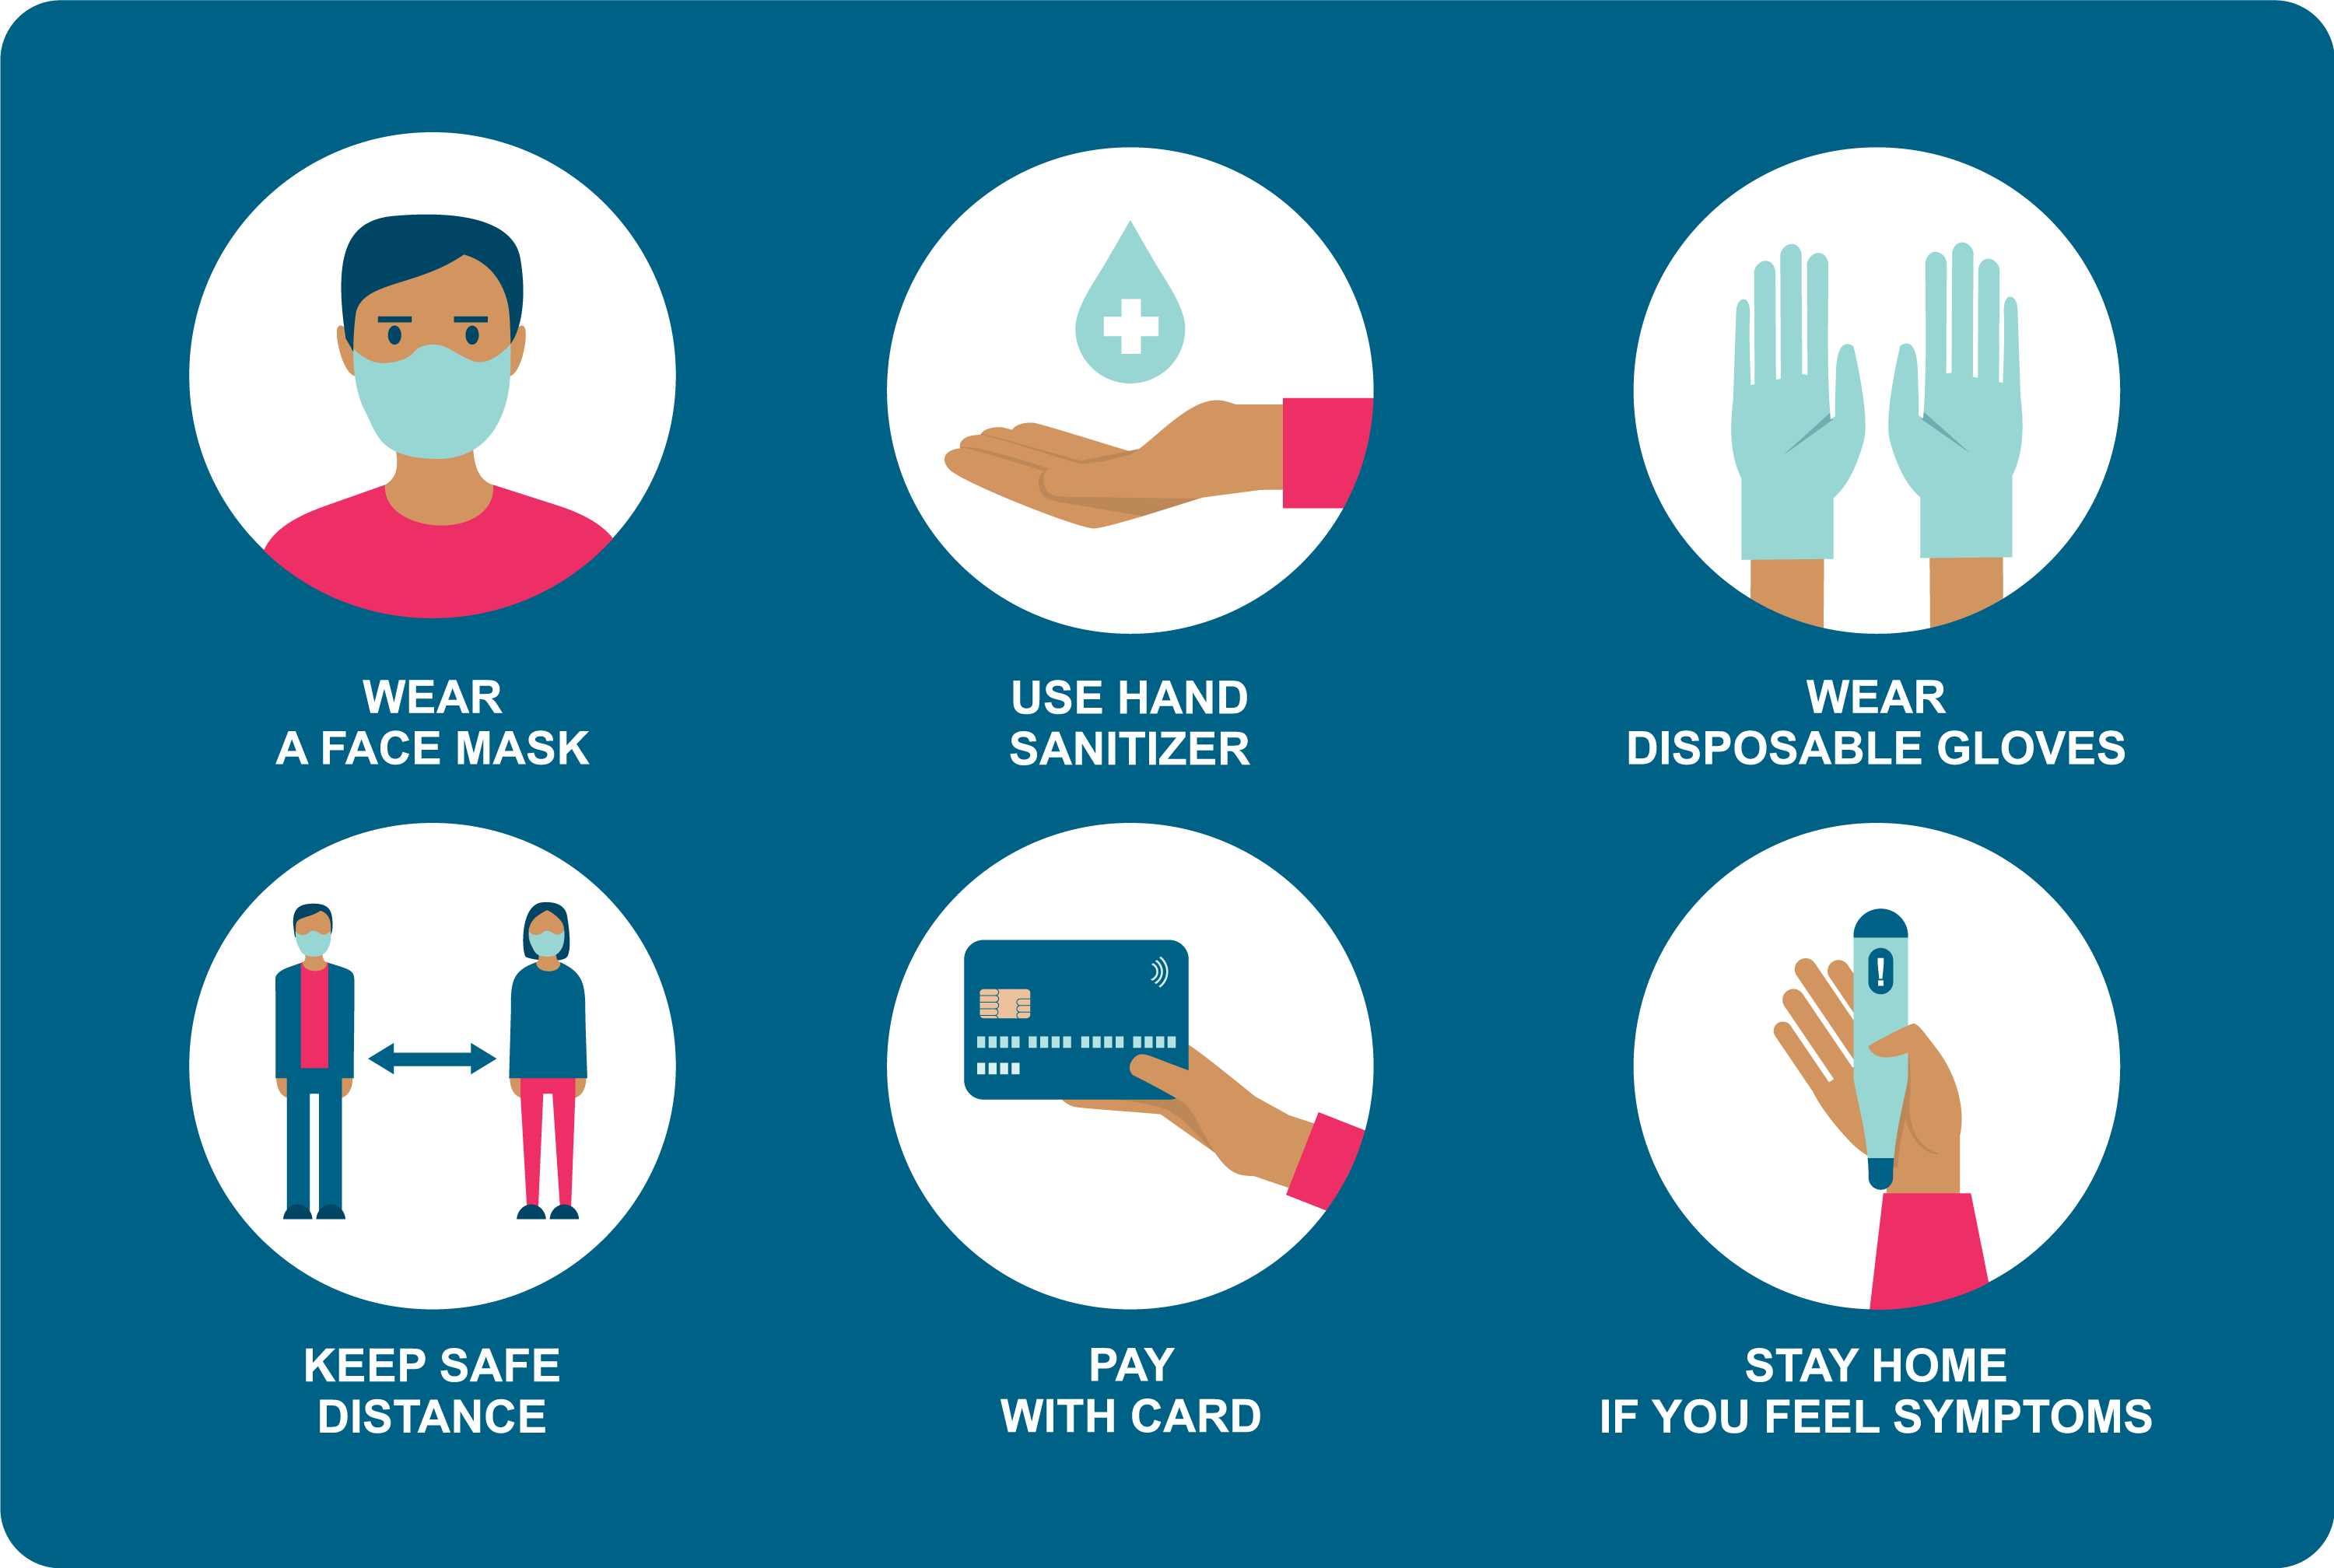 WEAR
A FACE MASK
USE HAND
SANITIZER
WEAR
DISPOSABLE GLOVES
!
KEEP SAFE
DISTANCE
PAY
WITH CARD
STAY HOME
IF YOU FEEL SYMPTOMS